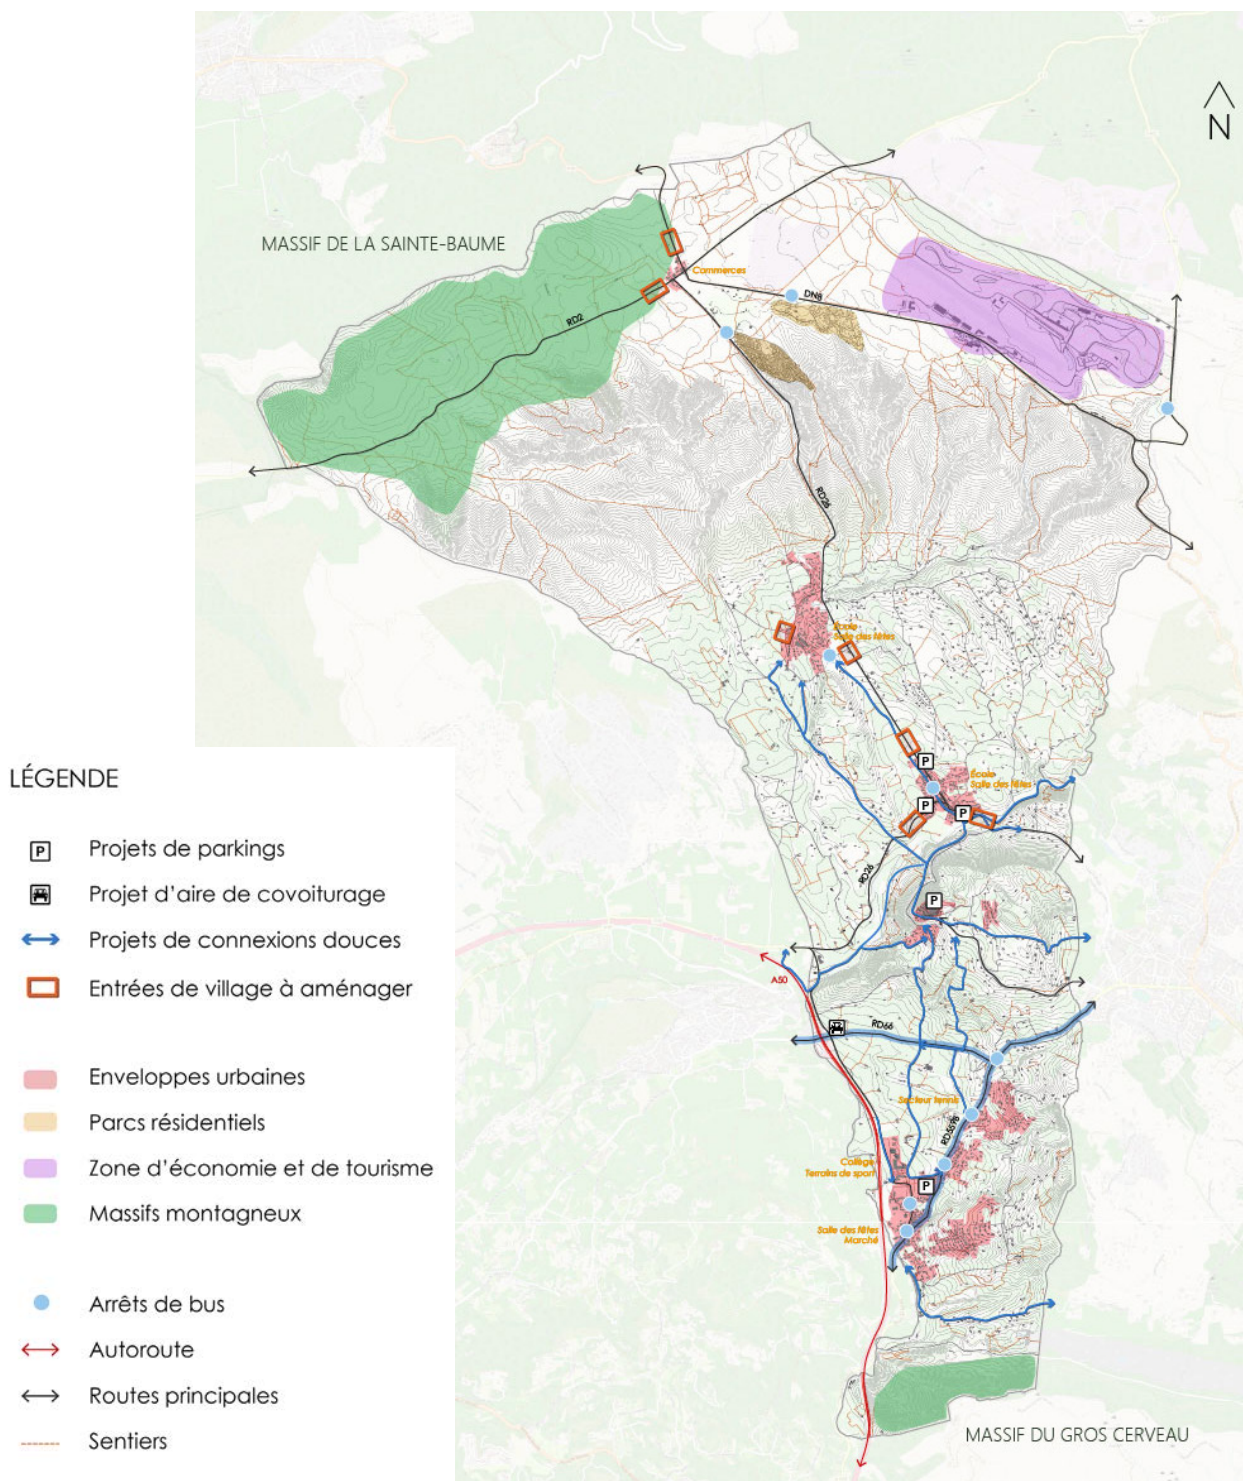 N
MASSIF DE LA SAINTE-BAUME
Commerces
DN8
RD2
RD26
École
Salle des fêtes
P
École
Salle des fêtes
P
P
RD26
P
A50
RD66
Secteur tennis
RD559B
Collège
Terrains de sport
P
Salle des fêtes
Marché
MASSIF DU GROS CERVEAU
LÉGENDE
P Projets de parkings
Projet d’aire de covoiturage
Projets de connexions douces
Entrées de village à aménager
Enveloppes urbaines
Parcs résidentiels
Zone d’économie et de tourisme
Massifs montagneux
Arrêts de bus
Autoroute
Routes principales
Sentiers